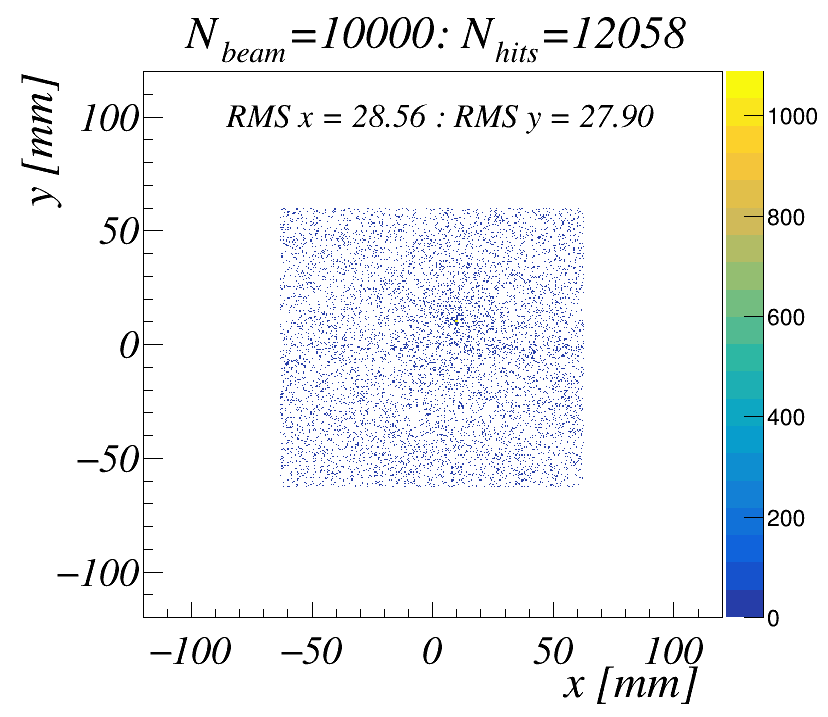 N_beam=10000: N_hits=12058
RMS x = 28.56 : RMS y = 27.90
y [mm]
100
50
0
−50
−100
−100 −50 0 50 100
x [mm]
1000
800
600
400
200
0